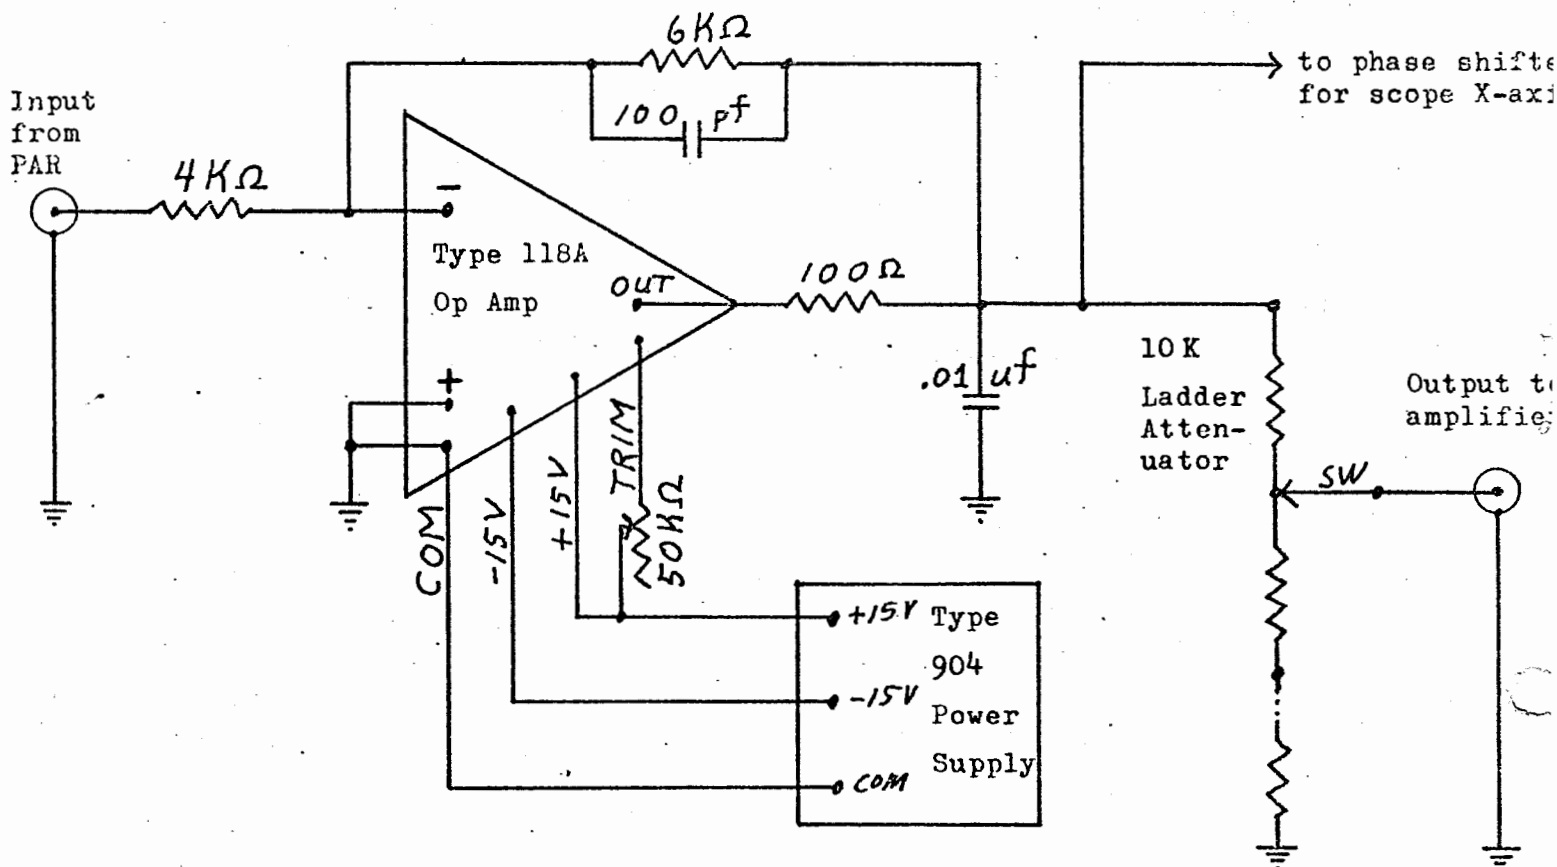 6KΩ
100 pf
to phase shifte
for scope X-axi
Input
from
PAR
4KΩ
−
Type 118A
Op Amp
OUT
100Ω
+
.01 uf
10K
Ladder
Atten-
uator
Output t
amplifie
SW
COM
-15V
+15V
TRIM
50KΩ
+15V
-15V
COM
Type
904
Power
Supply